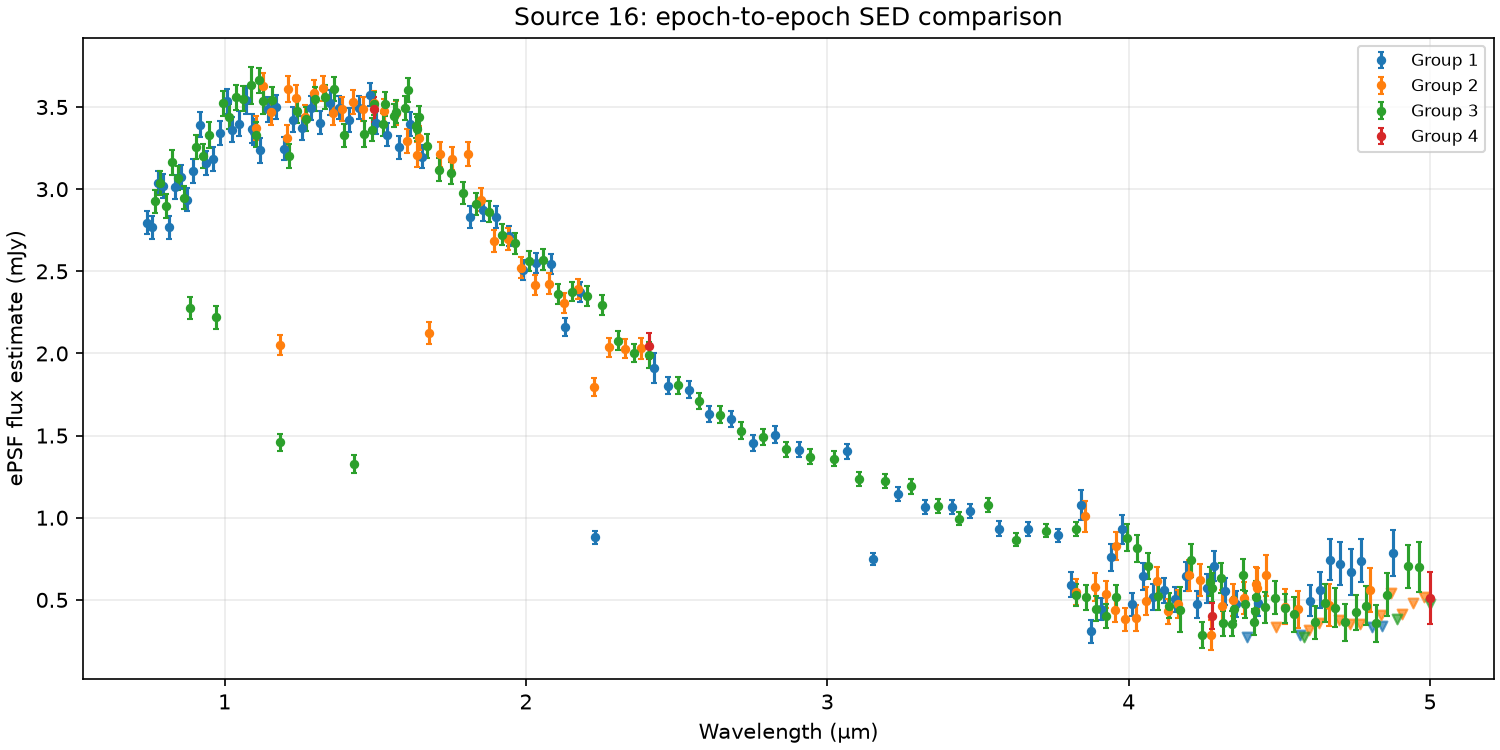 Source 16: epoch-to-epoch SED comparison
Group 1
Group 2
Group 3
Group 4
ePSF flux estimate (mJy)
3.5
3.0
2.5
2.0
1.5
1.0
0.5
1 2 3 4 5
Wavelength (μm)